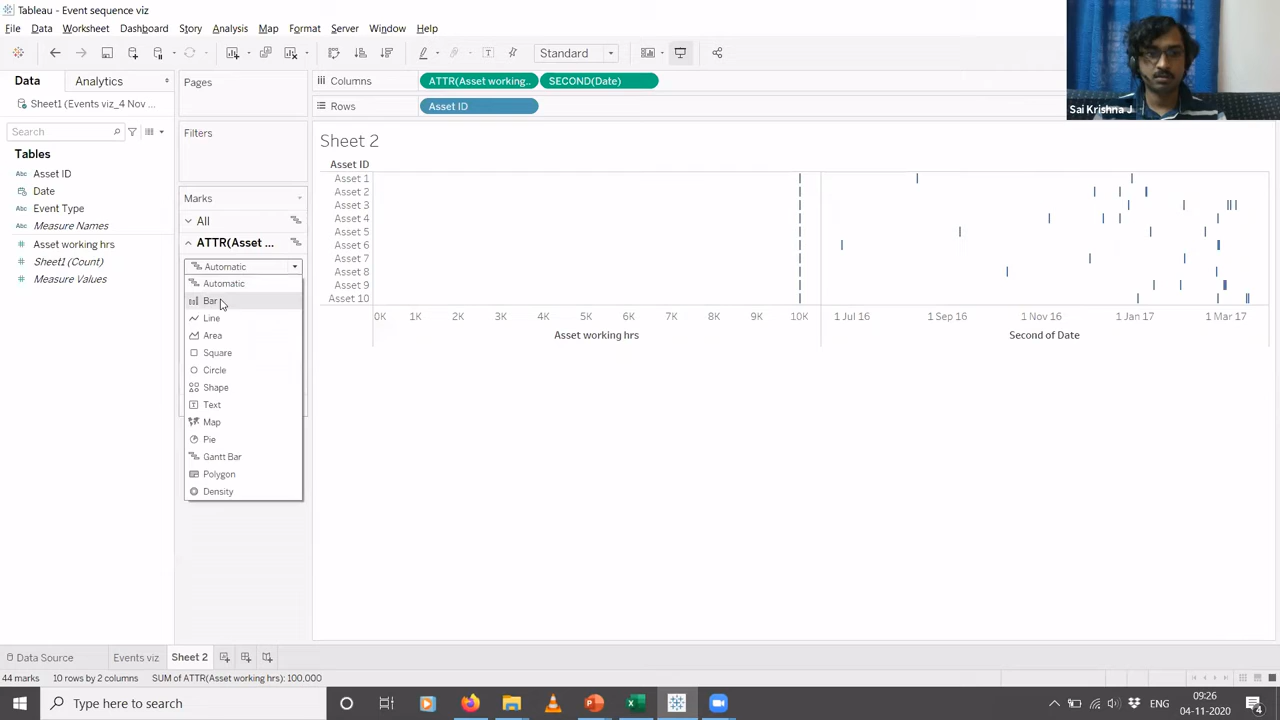 Tableau - Event sequence viz
File Data Worksheet Dashboard Story Analysis Map Format Server Window Help
Standard
Data Analytics
Sheet1 (Events viz_4 Nov ...
Search
Tables
Asset ID
Date
Event Type
Measure Names
Asset working hrs
Sheet1 (Count)
Measure Values
Pages
Filters
Marks
All
ATTR(Asset ...
Automatic
Automatic
Bar
Line
Area
Square
Circle
Shape
Text
Map
Pie
Gantt Bar
Polygon
Density
Columns ATTR(Asset working.. SECOND(Date)
Rows Asset ID
Sheet 2
Asset ID
Asset 1
Asset 2
Asset 3
Asset 4
Asset 5
Asset 6
Asset 7
Asset 8
Asset 9
Asset 10
0K 1K 2K 3K 4K 5K 6K 7K 8K 9K 10K 1 Jul 16 1 Sep 16 1 Nov 16 1 Jan 17 1 Mar 17
Asset working hrs Second of Date
Sai Krishna J
Data Source Events viz Sheet 2
44 marks 10 rows by 2 columns SUM of ATTR(Asset working hrs): 100.000
Type here to search
ENG
09:26
04-11-2020
4